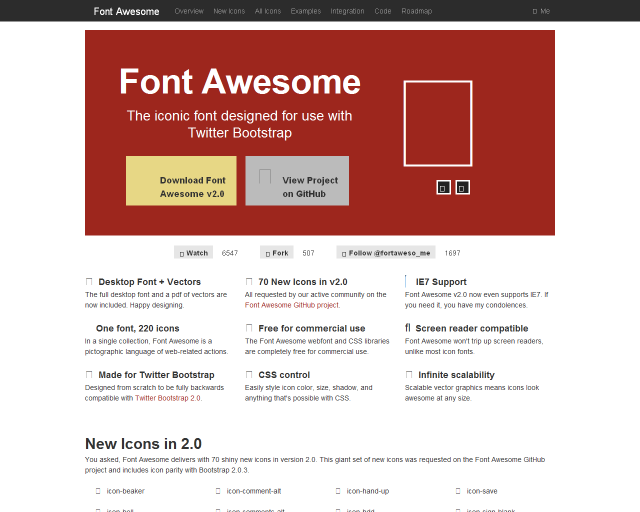 Font Awesome Overview New Icons All Icons Examples Integration Code Roadmap Me
Font Awesome
The iconic font designed for use with
Twitter Bootstrap
Download Font
Awesome v2.0
View Project
on GitHub
Watch 6547 Fork 507 Follow @fortaweso_me 1697
Desktop Font + Vectors
The full desktop font and a pdf of vectors are
now included. Happy designing.
70 New Icons in v2.0
All requested by our active community on the
Font Awesome GitHub project.
IE7 Support
Font Awesome v2.0 now even supports IE7. If
you need it, you have my condolences.
One font, 220 icons
In a single collection, Font Awesome is a
pictographic language of web-related actions.
Free for commercial use
The Font Awesome webfont and CSS libraries
are completely free for commercial use.
fl Screen reader compatible
Font Awesome won't trip up screen readers,
unlike most icon fonts.
Made for Twitter Bootstrap
Designed from scratch to be fully backwards
compatible with Twitter Bootstrap 2.0.
CSS control
Easily style icon color, size, shadow, and
anything that's possible with CSS.
Infinite scalability
Scalable vector graphics means icons look
awesome at any size.
New Icons in 2.0
You asked, Font Awesome delivers with 70 shiny new icons in version 2.0. This giant set of new icons was requested on the Font Awesome GitHub
project and includes icon parity with Bootstrap 2.0.3.
icon-beaker icon-comment-alt icon-hand-up icon-save
icon-bell icon-comments-alt icon-hdd icon-sign-blank